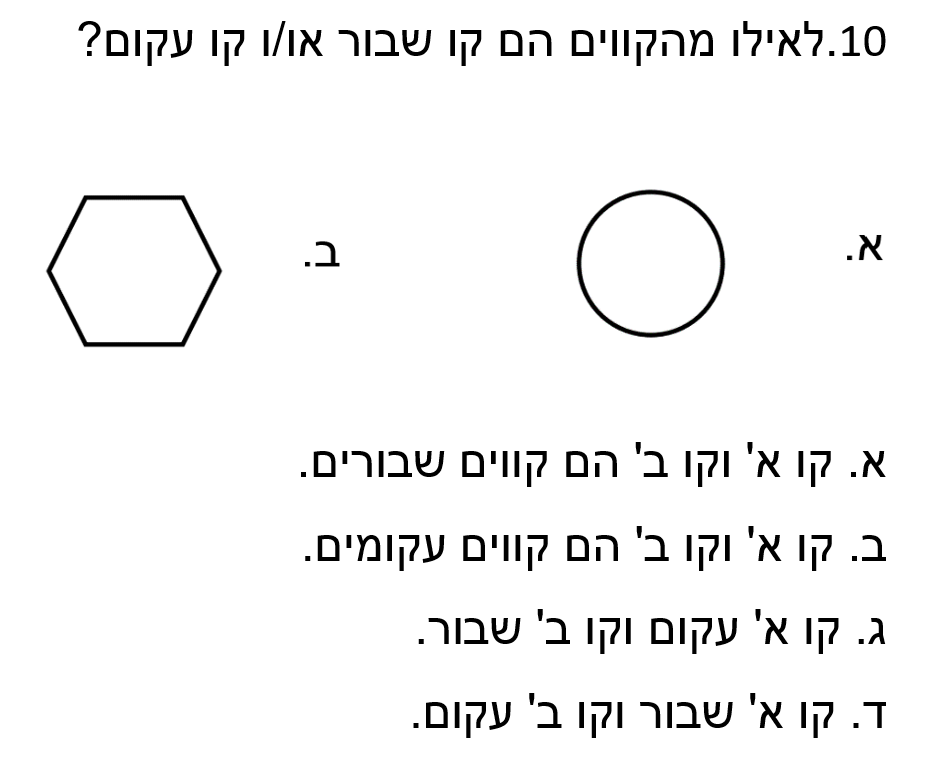 10.לאילו מהקווים הם קו שבור או/ו קו עקום?
א.
ב.
א. קו א' וקו ב' הם קווים שבורים.
ב. קו א' וקו ב' הם קווים עקומים.
ג. קו א' עקום וקו ב' שבור.
ד. קו א' שבור וקו ב' עקום.